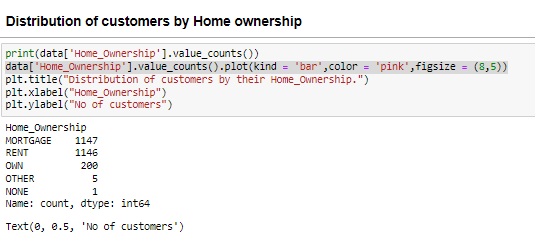 Distribution of customers by Home ownership
print(data['Home_Ownership'].value_counts())
data['Home_Ownership'].value_counts().plot(kind = 'bar',color = 'pink',figsize = (8,5))
plt.title("Distribution of customers by their Home_Ownership.")
plt.xlabel("Home_Ownership")
plt.ylabel("No of customers")
Home_Ownership
MORTGAGE    1147
RENT        1146
OWN          200
OTHER          5
NONE           1
Name: count, dtype: int64
Text(0, 0.5, 'No of customers')